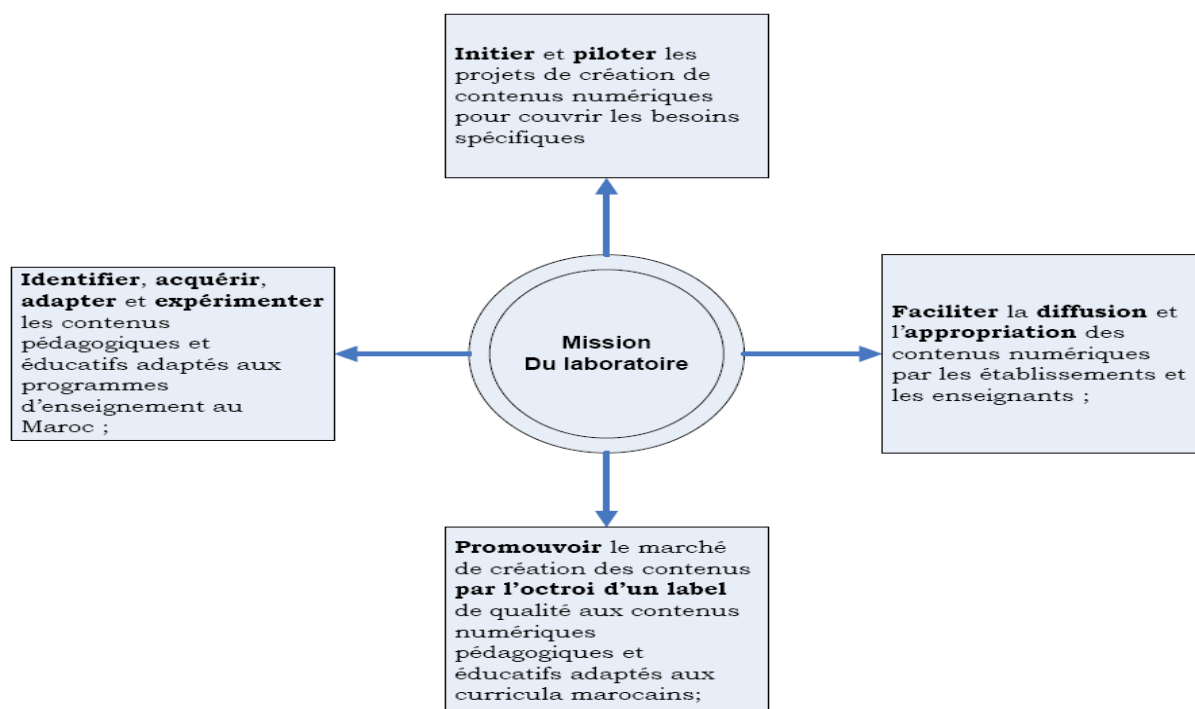 Initier et piloter les
projets de création de
contenus numériques
pour couvrir les besoins
spécifiques
Identifier, acquérir,
adapter et expérimenter
les contenus
pédagogiques et
éducatifs adaptés aux
programmes
d’enseignement au
Maroc ;
Mission
Du laboratoire
Faciliter la diffusion et
l’appropriation des
contenus numériques
par les établissements et
les enseignants ;
Promouvoir le marché
de création des contenus
par l’octroi d’un label
de qualité aux contenus
numériques
pédagogiques et
éducatifs adaptés aux
curricula marocains;